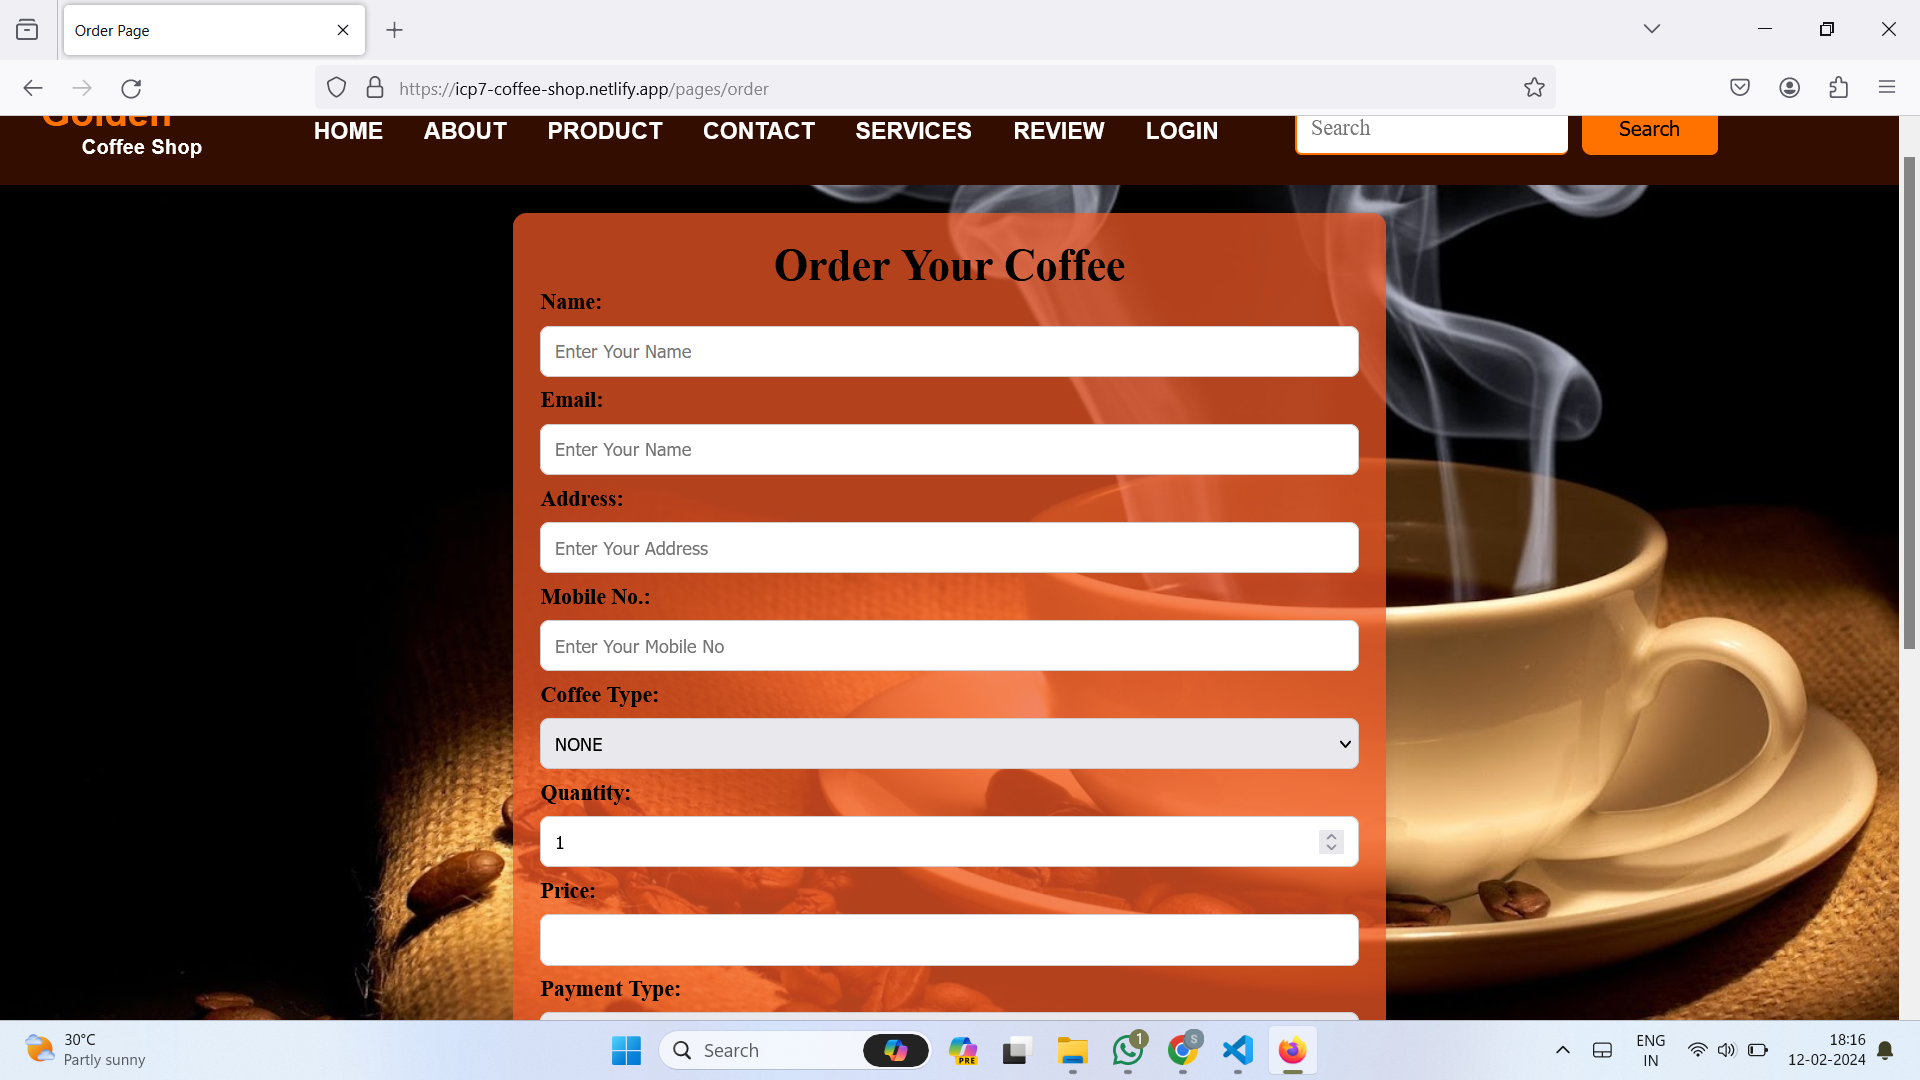 Order Page
https://icp7-coffee-shop.netlify.app/pages/order
Golden
Coffee Shop
HOME ABOUT PRODUCT CONTACT SERVICES REVIEW LOGIN
Search Search
Order Your Coffee
Name:
Enter Your Name
Email:
Enter Your Name
Address:
Enter Your Address
Mobile No.:
Enter Your Mobile No
Coffee Type:
NONE
Quantity:
1
Price:
Payment Type:
30°C
Partly sunny
Search
PRE
1
S
ENG
IN
18:16
12-02-2024